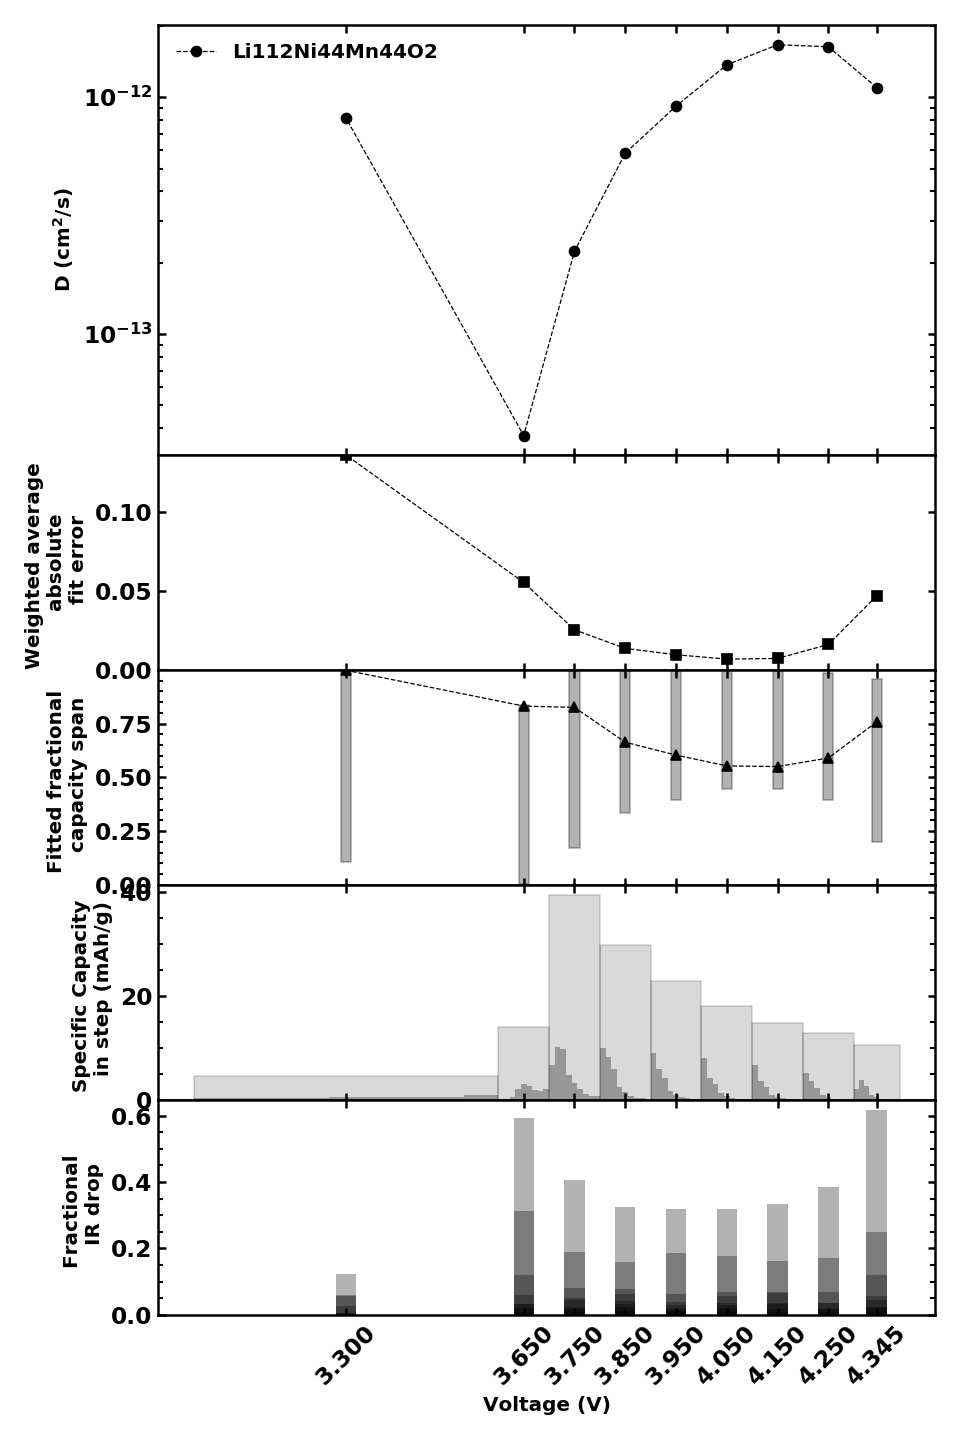 Li112Ni44Mn44O2
10⁻¹²
10⁻¹³
D (cm²/s)
0.10
0.05
0.00
Weighted average
absolute
fit error
0.75
0.50
0.25
0.00
Fitted fractional
capacity span
40
20
0
Specific Capacity
in step (mAh/g)
0.6
0.4
0.2
0.0
Fractional
IR drop
3.300
3.650
3.750
3.850
3.950
4.050
4.150
4.250
4.345
Voltage (V)